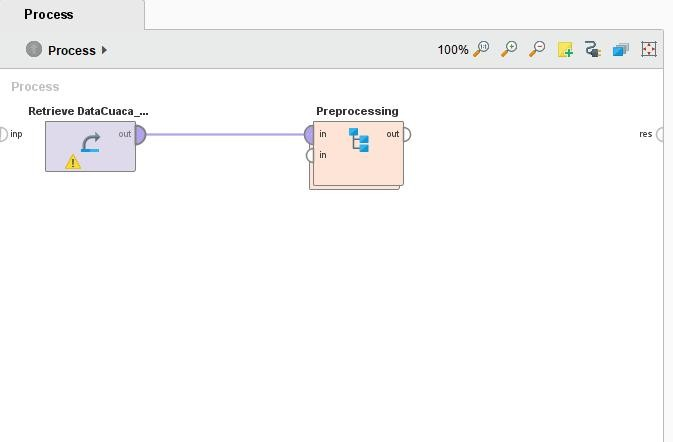 Process
Process
100%
Process
Retrieve DataCuaca_...
Preprocessing
inp
out
in
out
res
in